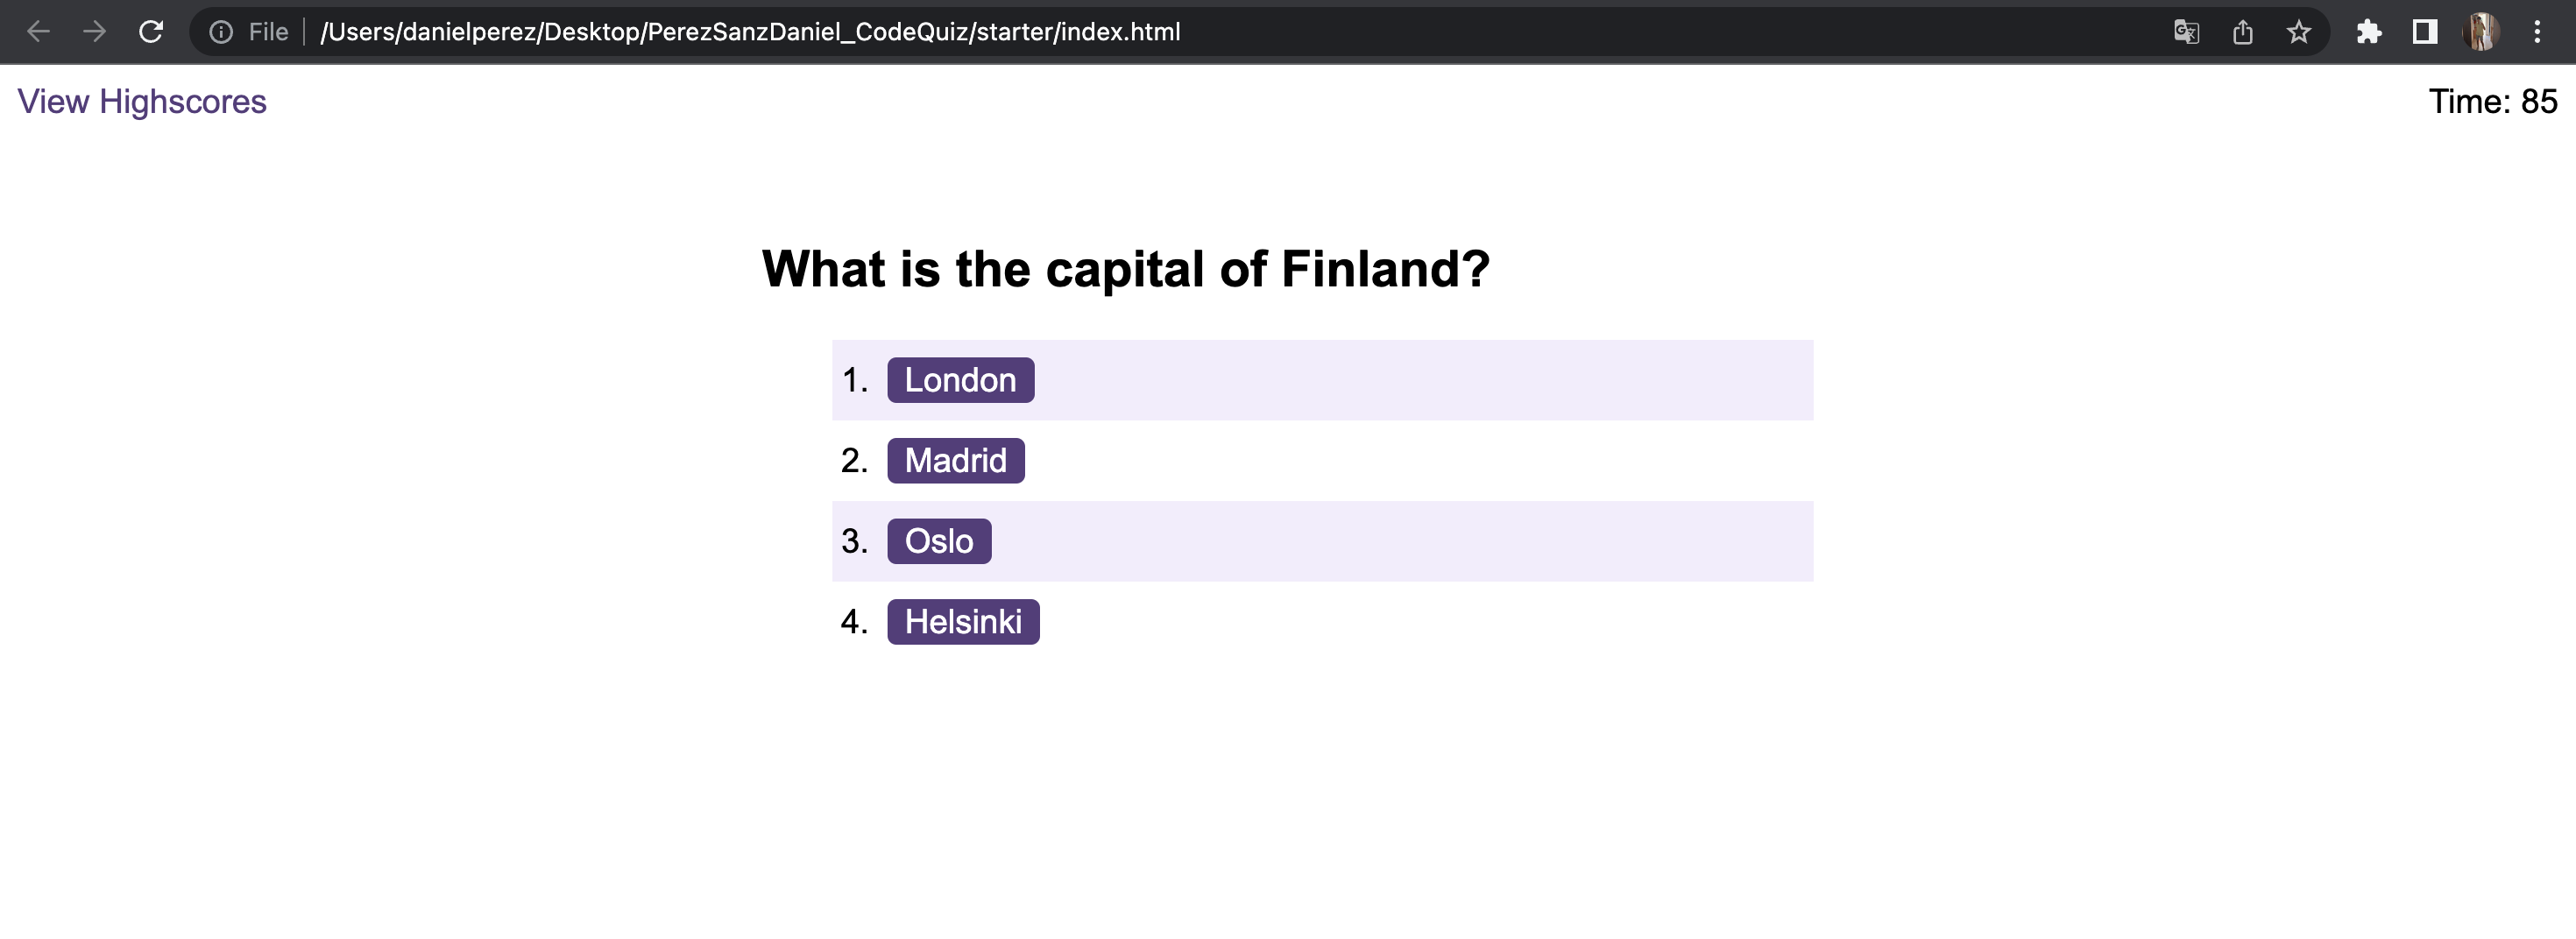 File /Users/danielperez/Desktop/PerezSanzDaniel_CodeQuiz/starter/index.html
View Highscores
Time: 85
What is the capital of Finland?
1. London
2. Madrid
3. Oslo
4. Helsinki